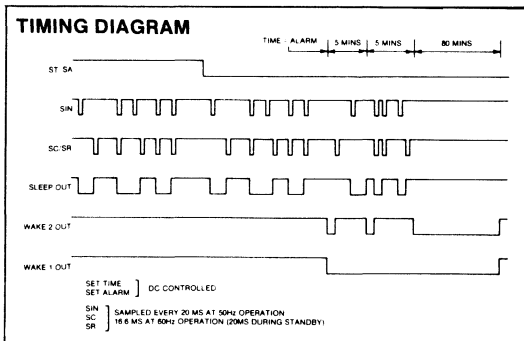 TIMING DIAGRAM
TIME - ALARM 5 MINS 5 MINS 80 MINS
ST SA
SIN
SC/SR
SLEEP OUT
WAKE 2 OUT
WAKE 1 OUT
SET TIME
SET ALARM
DC CONTROLLED
SIN
SC
SR
SAMPLED EVERY 20 MS AT 50Hz OPERATION
16.6 MS AT 60Hz OPERATION (20MS DURING STANDBY)